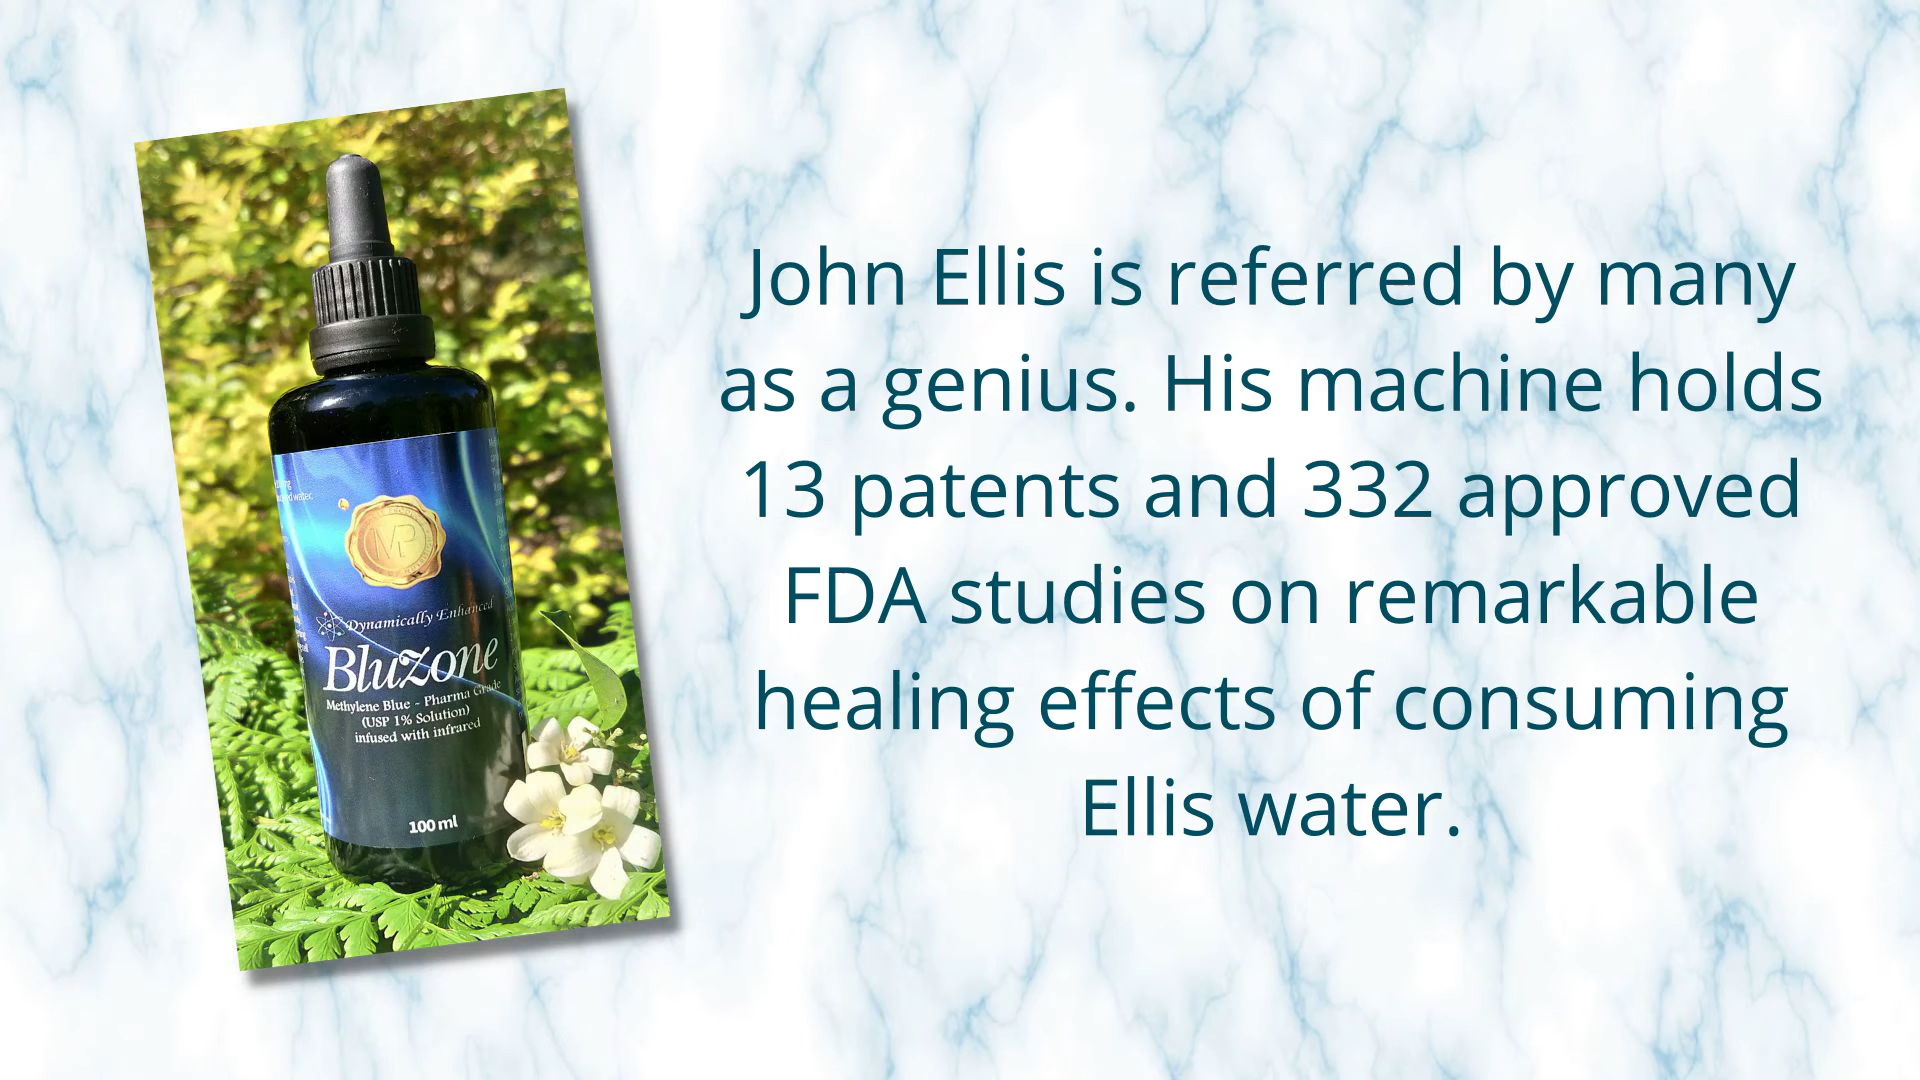 John Ellis is referred by many
as a genius. His machine holds
13 patents and 332 approved
FDA studies on remarkable
healing effects of consuming
Ellis water.
MP
Dynamically Enhanced
Bluzone
Methylene Blue - Pharma Grade
(USP 1% Solution)
infused with infrared
100 ml